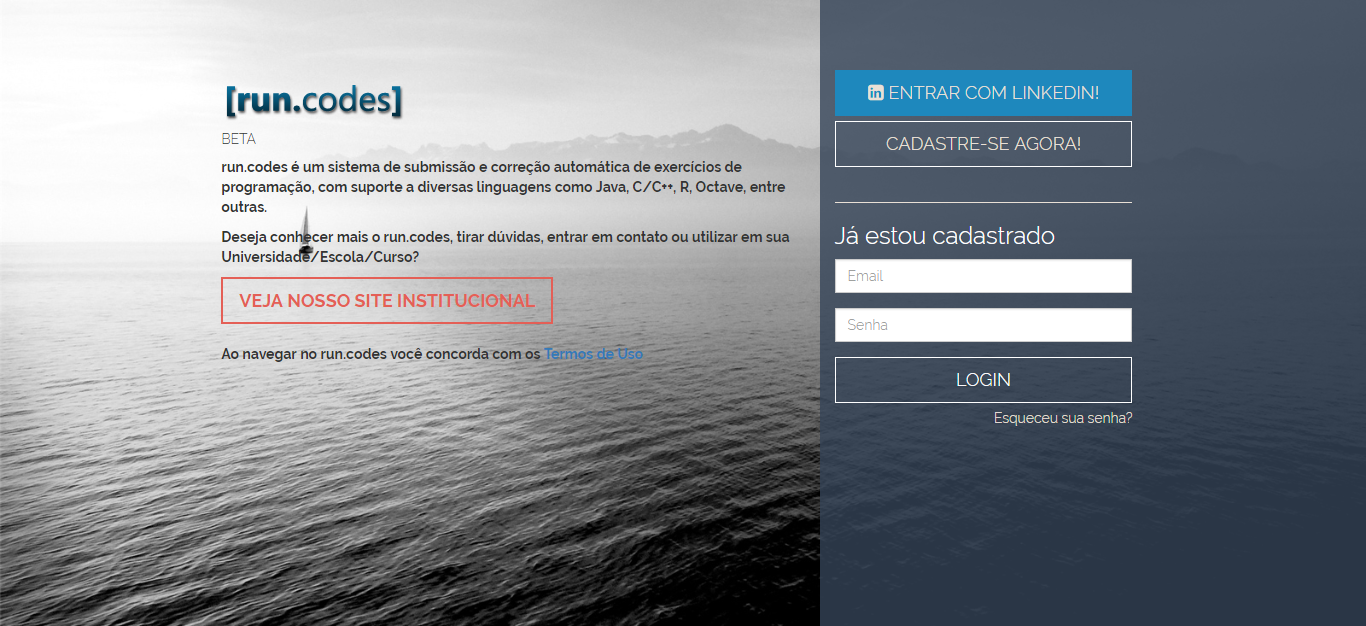 [run.codes]
BETA
run.codes é um sistema de submissão e correção automática de exercícios de
programação, com suporte a diversas linguagens como Java, C/C++, R, Octave, entre
outras.
Deseja conhecer mais o run.codes, tirar dúvidas, entrar em contato ou utilizar em sua
Universidade/Escola/Curso?
VEJA NOSSO SITE INSTITUCIONAL
Ao navegar no run.codes você concorda com os Termos de Uso
in ENTRAR COM LINKEDIN!
CADASTRE-SE AGORA!
Já estou cadastrado
Email
Senha
LOGIN
Esqueceu sua senha?